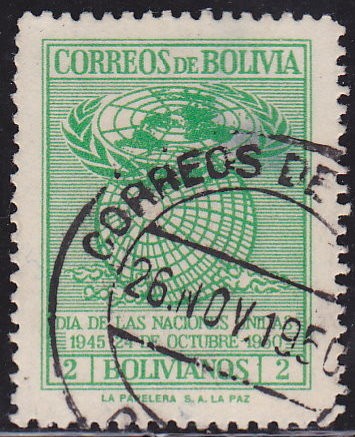 CORREOS DE BOLIVIA
CORREOS DE
26.NOV.1950
DIA DE LAS NACIONES UNIDAS
1945 24 DE OCTUBRE 1950
2 BOLIVIANOS 2
LA PAPELERA S. A. LA PAZ